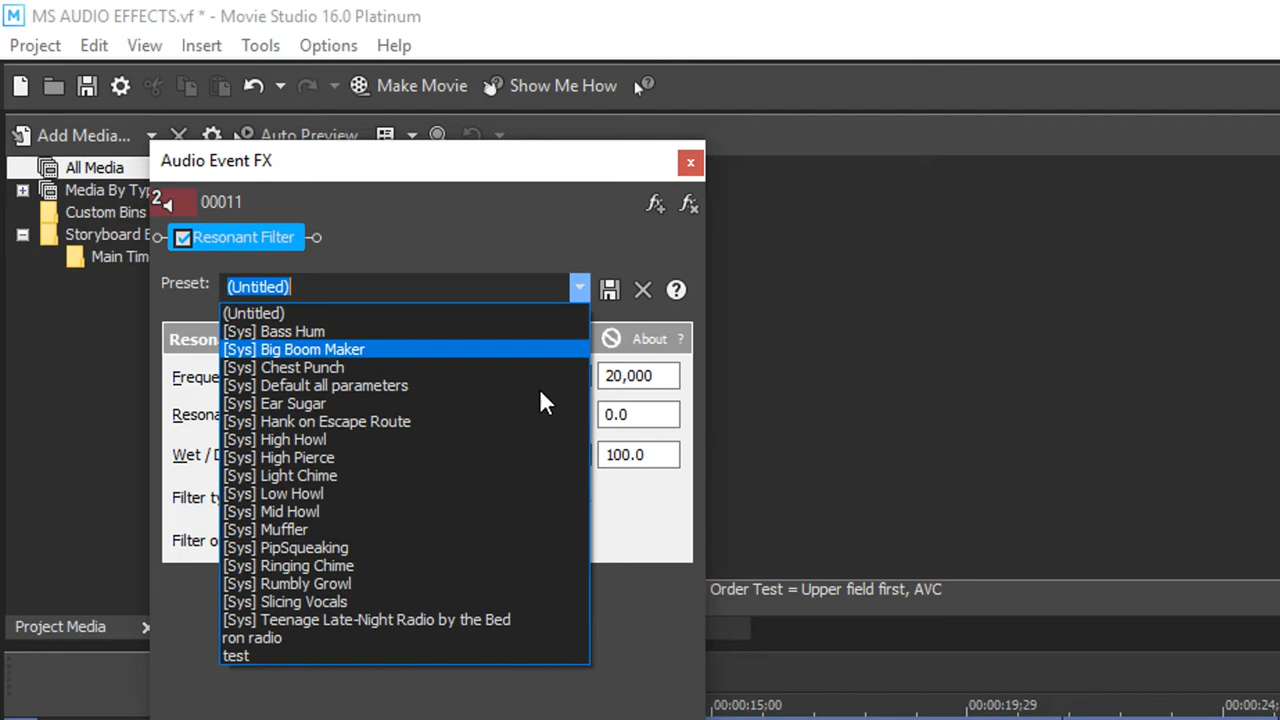 M MS AUDIO EFFECTS.vf * - Movie Studio 16.0 Platinum
Project Edit View Insert Tools Options Help
Make Movie Show Me How
Add Media... Auto Preview
Audio Event FX
All Media
Media By Typ
Custom Bins
Storyboard B
Main Tim
2 00011
Resonant Filter
Preset: (Untitled)
(Untitled)
[Sys] Bass Hum
[Sys] Big Boom Maker
[Sys] Chest Punch
[Sys] Default all parameters
[Sys] Ear Sugar
[Sys] Hank on Escape Route
[Sys] High Howl
[Sys] High Pierce
[Sys] Light Chime
[Sys] Low Howl
[Sys] Mid Howl
[Sys] Muffler
[Sys] PipSqueaking
[Sys] Ringing Chime
[Sys] Rumbly Growl
[Sys] Slicing Vocals
[Sys] Teenage Late-Night Radio by the Bed
ron radio
test
Reson About ?
Freque 20,000
Resona 0.0
Wet / D 100.0
Filter ty
Filter o
Order Test = Upper field first, AVC
Project Media
00:00:15;00 00:00:19;29 00:00:24;